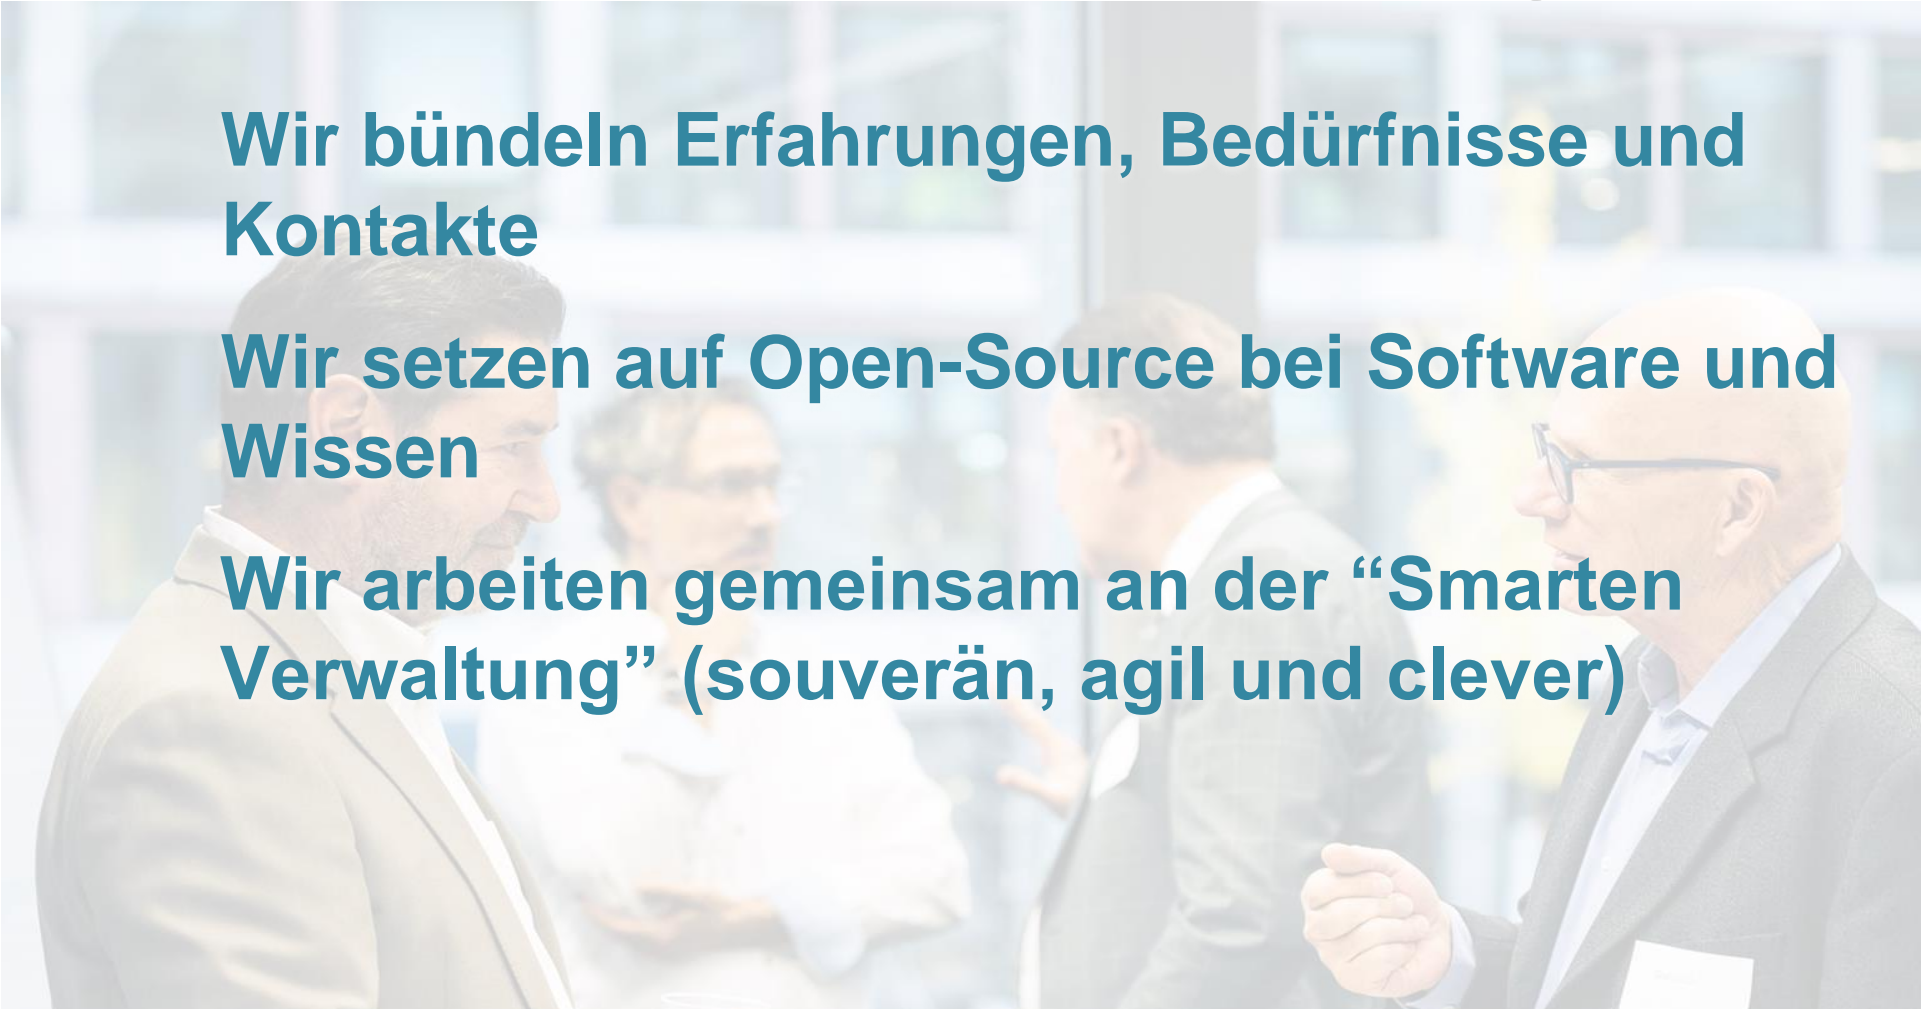 Wir bündeln Erfahrungen, Bedürfnisse und
Kontakte
Wir setzen auf Open-Source bei Software und
Wissen
Wir arbeiten gemeinsam an der “Smarten
Verwaltung” (souverän, agil und clever)